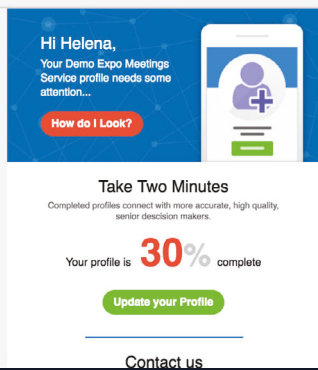 Hi Helena,
Your Demo Expo Meetings
Service profile needs some
attention...
How do I Look?
Take Two Minutes
Completed profiles connect with more accurate, high quality,
senior descision makers.
Your profile is 30% complete
Update your Profile
Contact us